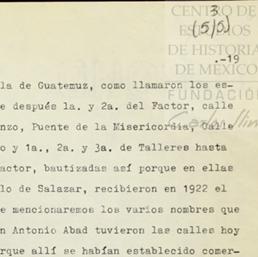 CENTRO DE
ESTUDIOS
DE HISTORIA
DE MÉXICO
FUNDACIÓN
3
(5/5)
.-19
la de Guatemuz, como llamaron los es-
e después 1a. y 2a. del Factor, calle
nzo, Puente de la Misericordia, calle
o y 1a., 2a. y 3a. de Talleres hasta
actor, bautizadas así porque en ellas
lo de Salazar, recibieron en 1922 el
e mencionaremos los varios nombres que
n Antonio Abad tuvieron las calles hoy
rque allí se habían establecido comer-